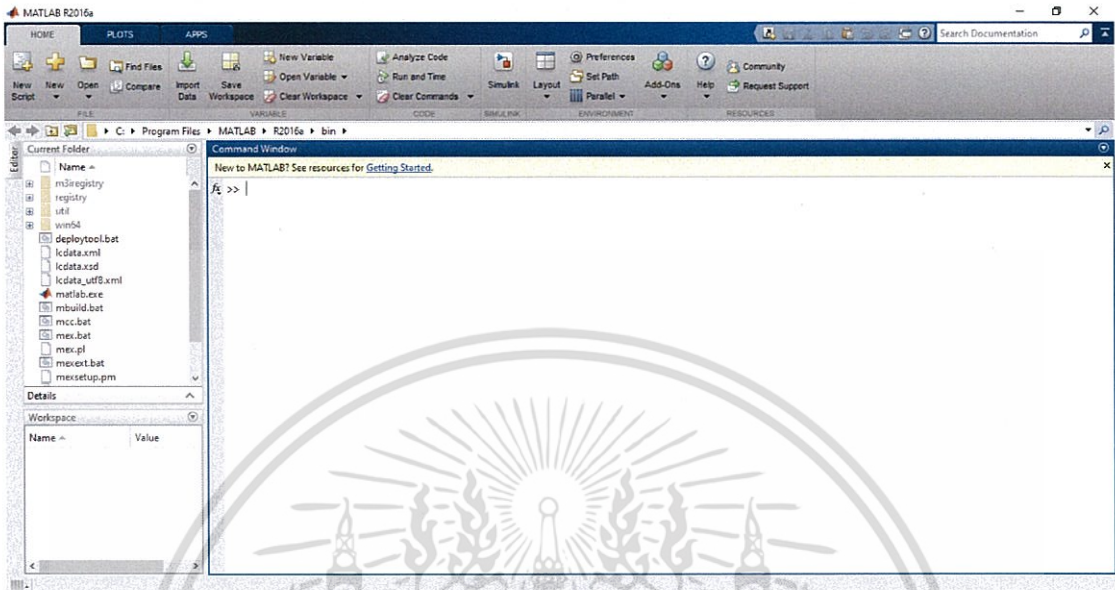 MATLAB R2016a
HOME PLOTS APPS
Search Documentation
New Script
New
Open
Find Files
Compare
Import Data
Save Workspace
New Variable
Open Variable
Clear Workspace
Analyze Code
Run and Time
Clear Commands
Simulink
Layout
Preferences
Set Path
Parallel
Add-Ons
Help
Community
Request Support
FILE VARIABLE CODE SIMULINK ENVIRONMENT RESOURCES
C: Program Files MATLAB R2016a bin
Editor
Current Folder
Name
m3iregistry
registry
util
win64
deploytool.bat
lcdata.xml
lcdata.xsd
lcdata_utf8.xml
matlab.exe
mbuild.bat
mcc.bat
mex.bat
mex.pl
mexext.bat
mexsetup.pm
Details
Workspace
Name Value
Command Window
New to MATLAB? See resources for Getting Started.
fx >>